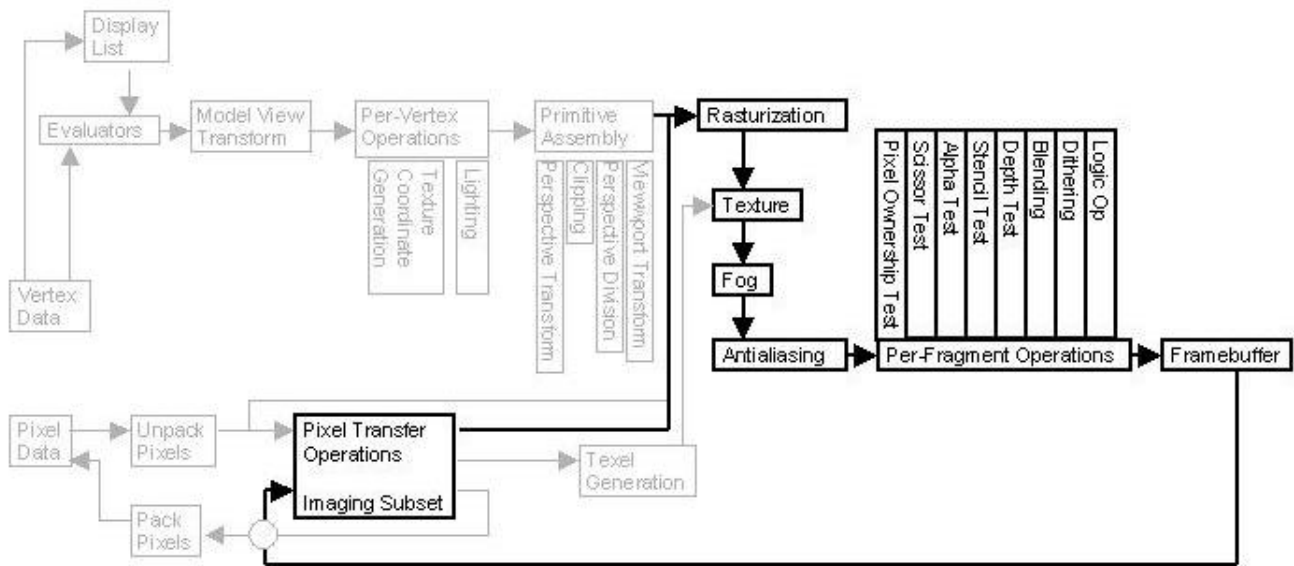 Display
List
Evaluators
Model View
Transform
Per-Vertex
Operations
Primitive
Assembly
Rasturization
Texture
Coordinate
Generation
Lighting
Perspective Transform
Clipping
Perspective Division
Viewport Transform
Texture
Fog
Antialiasing
Pixel Ownership Test
Scissor Test
Alpha Test
Stencil Test
Depth Test
Blending
Dithering
Logic Op
Per-Fragment Operations
Framebuffer
Vertex
Data
Pixel
Data
Unpack
Pixels
Pixel Transfer
Operations
Imaging Subset
Texel
Generation
Pack
Pixels